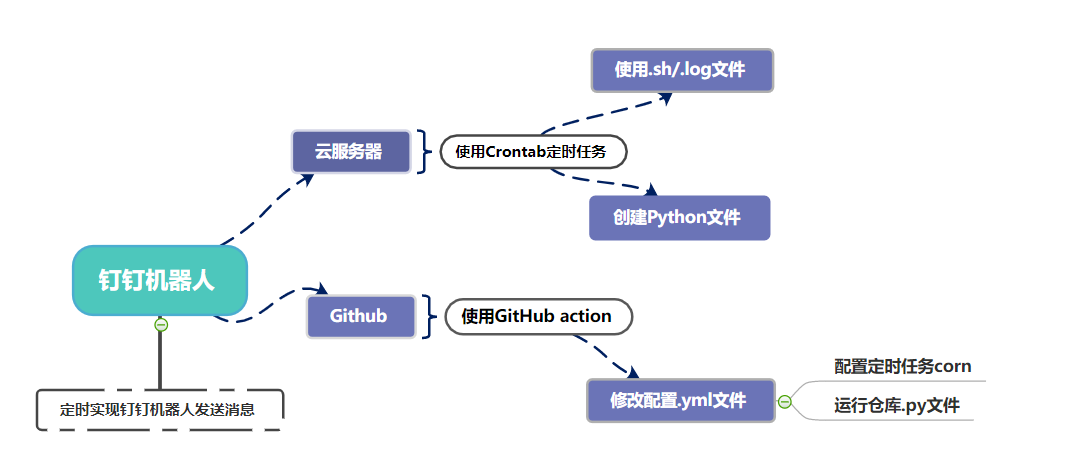 使用.sh/.log文件
云服务器
使用Crontab定时任务
创建Python文件
钉钉机器人
Github
使用GitHub action
配置定时任务corn
修改配置.yml文件
运行仓库.py文件
定时实现钉钉机器人发送消息